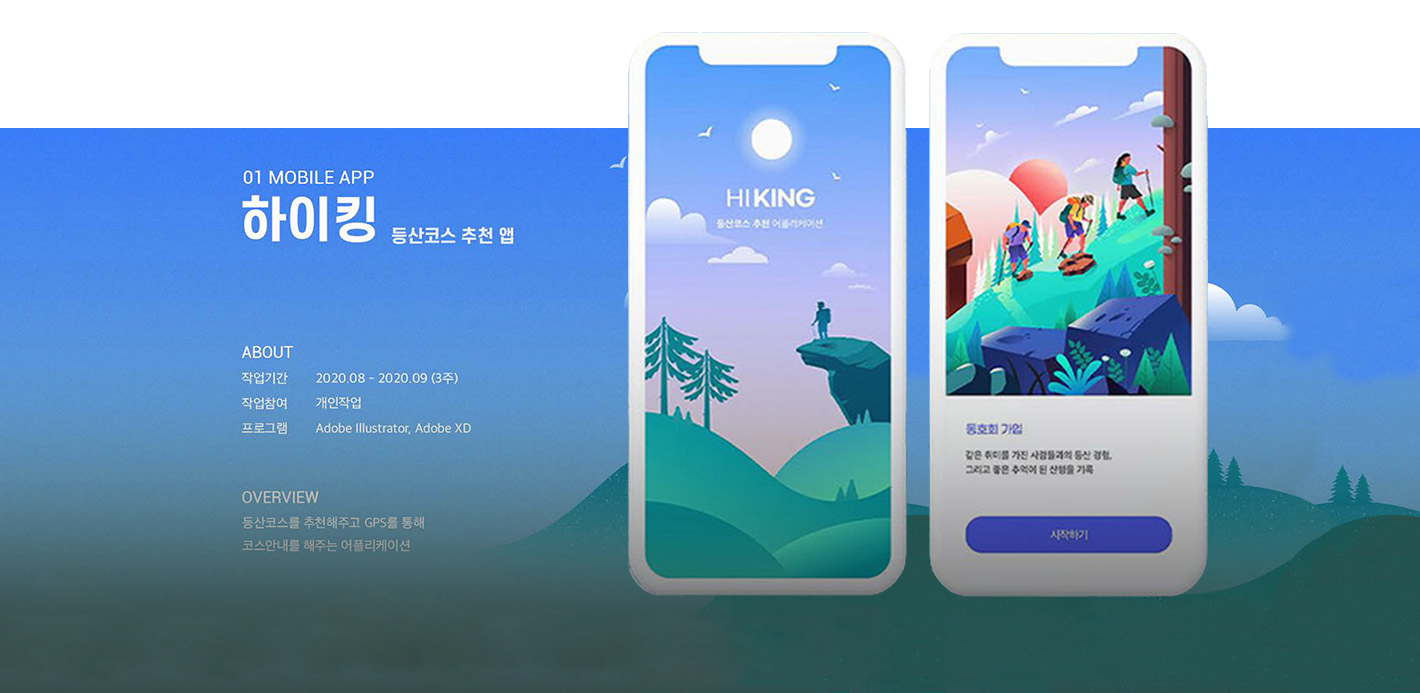 01 MOBILE APP
하이킹 등산코스 추천 앱
ABOUT
작업기간 2020.08 - 2020.09 (3주)
작업참여 개인작업
프로그램 Adobe Illustrator, Adobe XD
OVERVIEW
등산코스를 추천해주고 GPS를 통해
코스안내를 해주는 어플리케이션
HIKING
등산코스 추천 어플리케이션
동호회 가입
같은 취미를 가진 사람들과의 등산 경험,
그리고 좋은 추억이 된 산행을 기록
시작하기